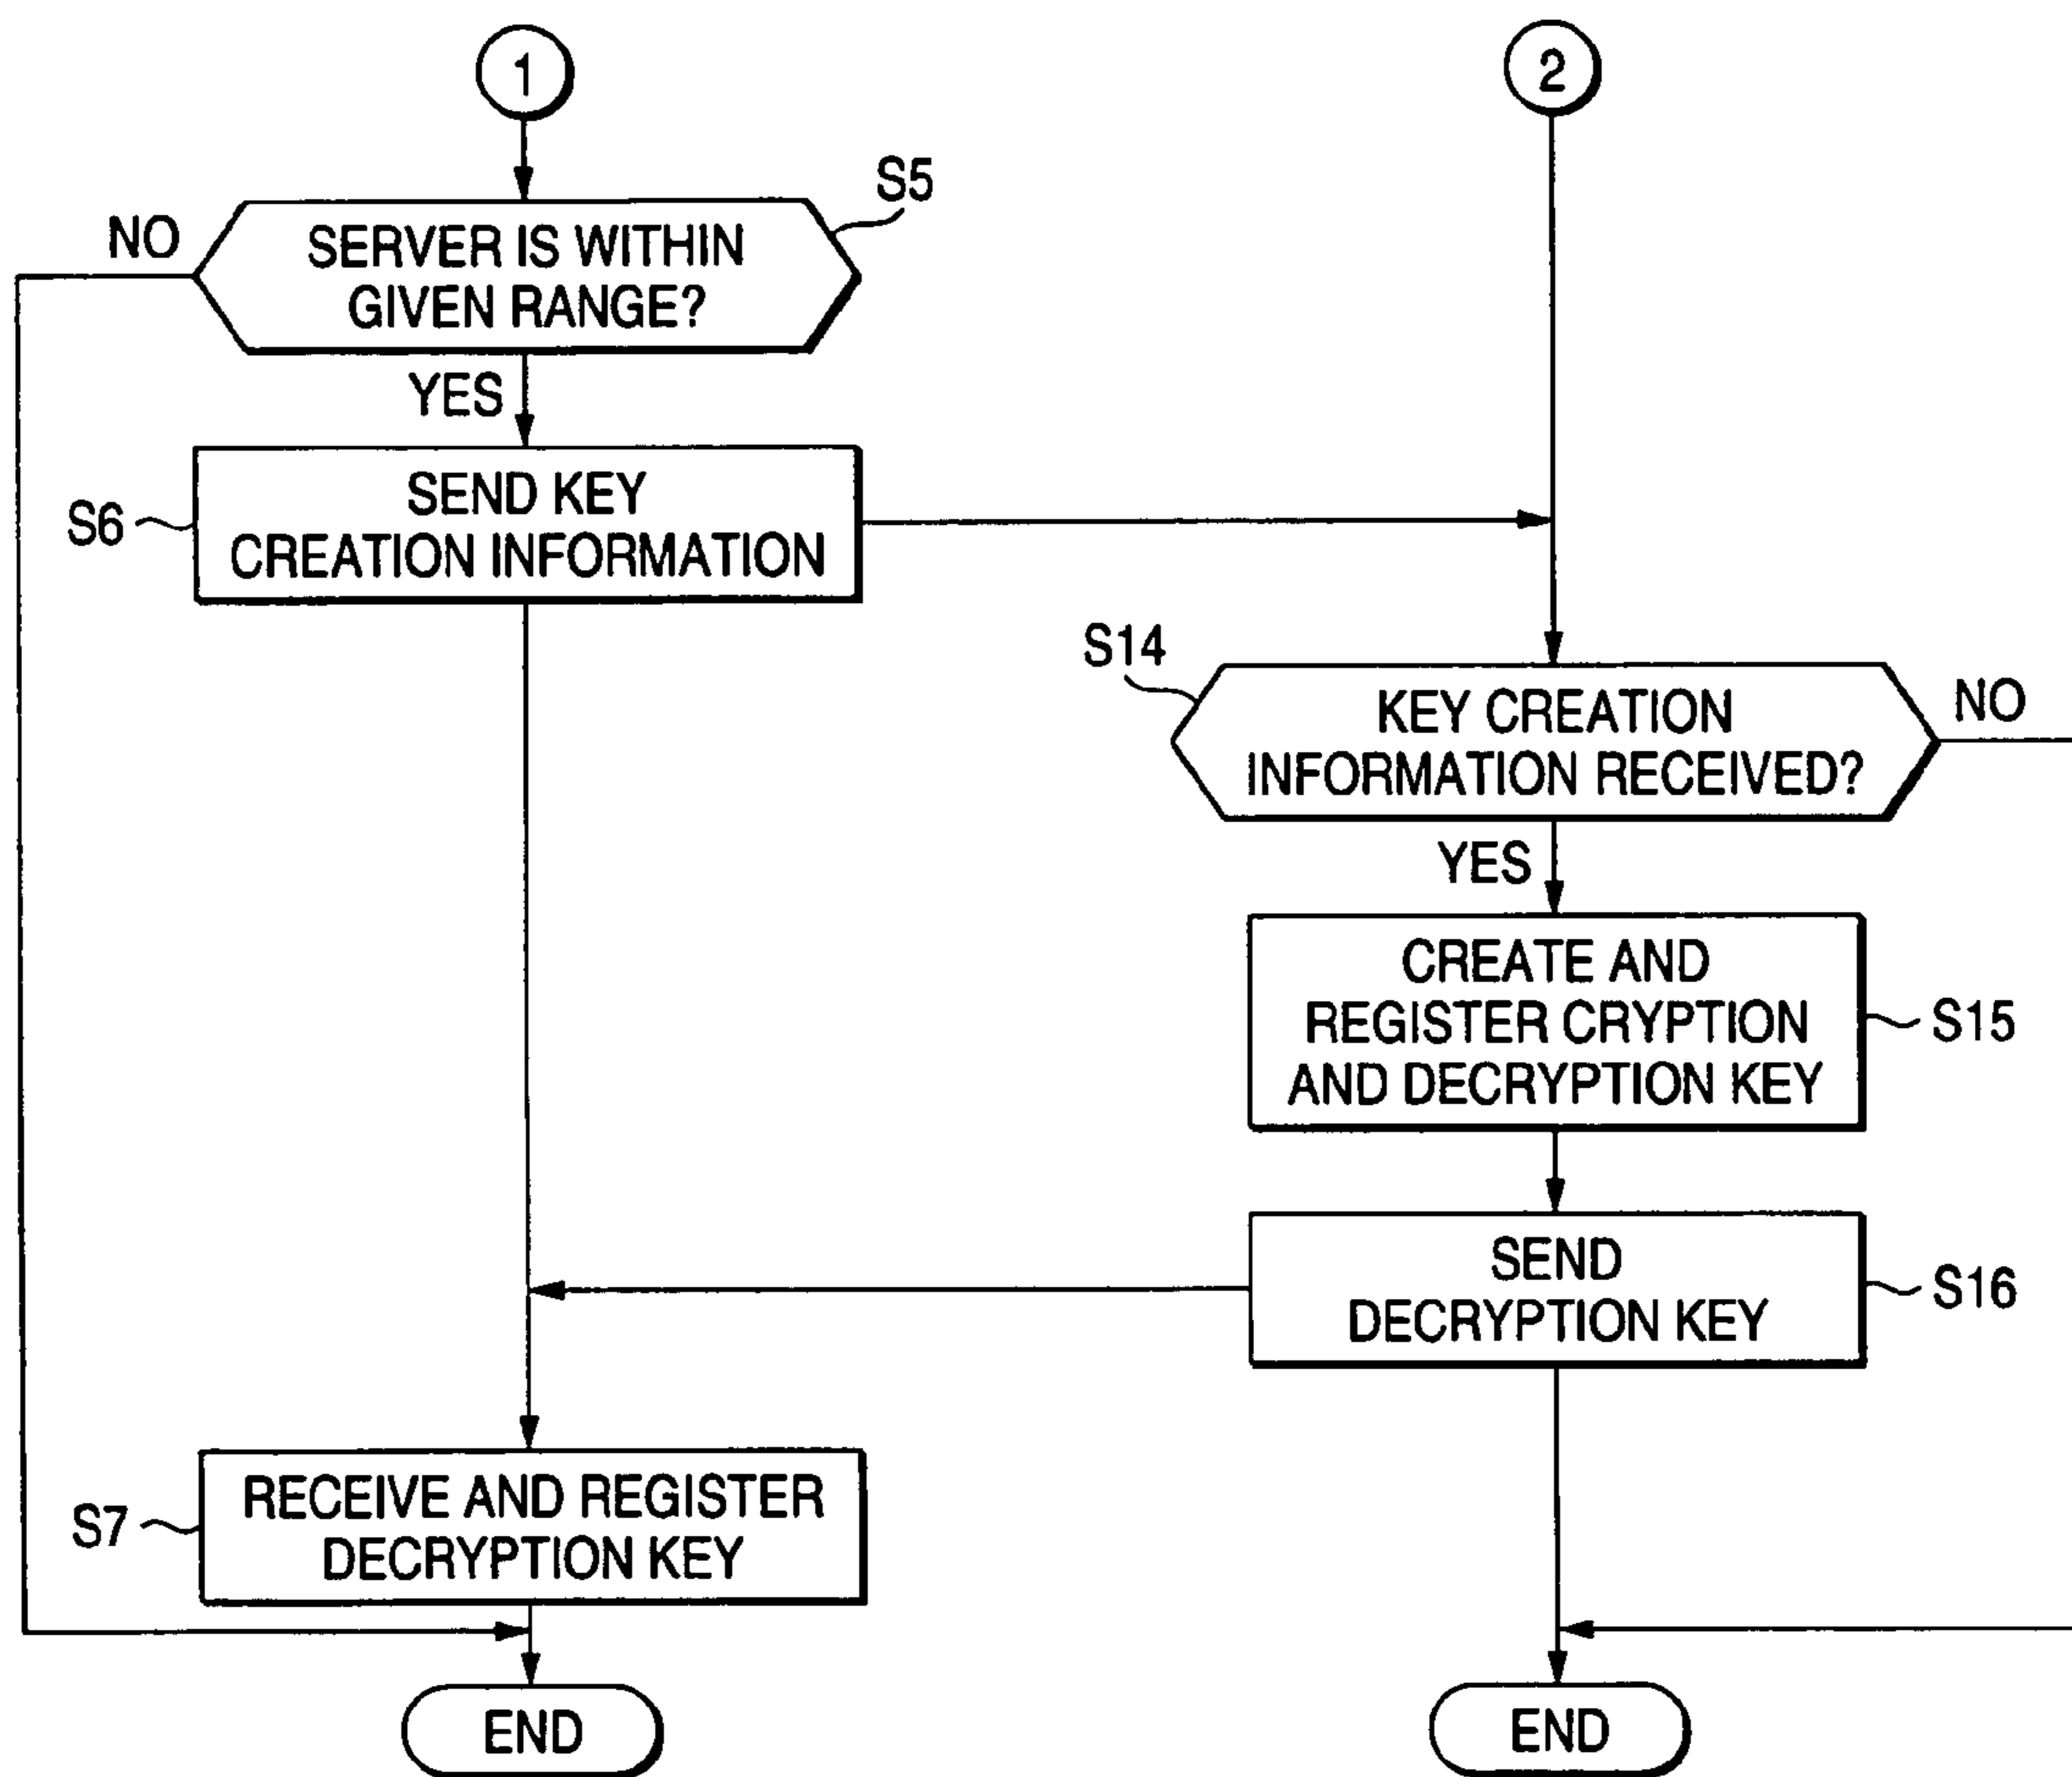 1
2
S5
NO
SERVER IS WITHIN
GIVEN RANGE?
YES
SEND KEY
CREATION INFORMATION
S6
S14
KEY CREATION
INFORMATION RECEIVED?
NO
YES
CREATE AND
REGISTER CRYPTION
AND DECRYPTION KEY
S15
SEND
DECRYPTION KEY
S16
RECEIVE AND REGISTER
DECRYPTION KEY
S7
END
END